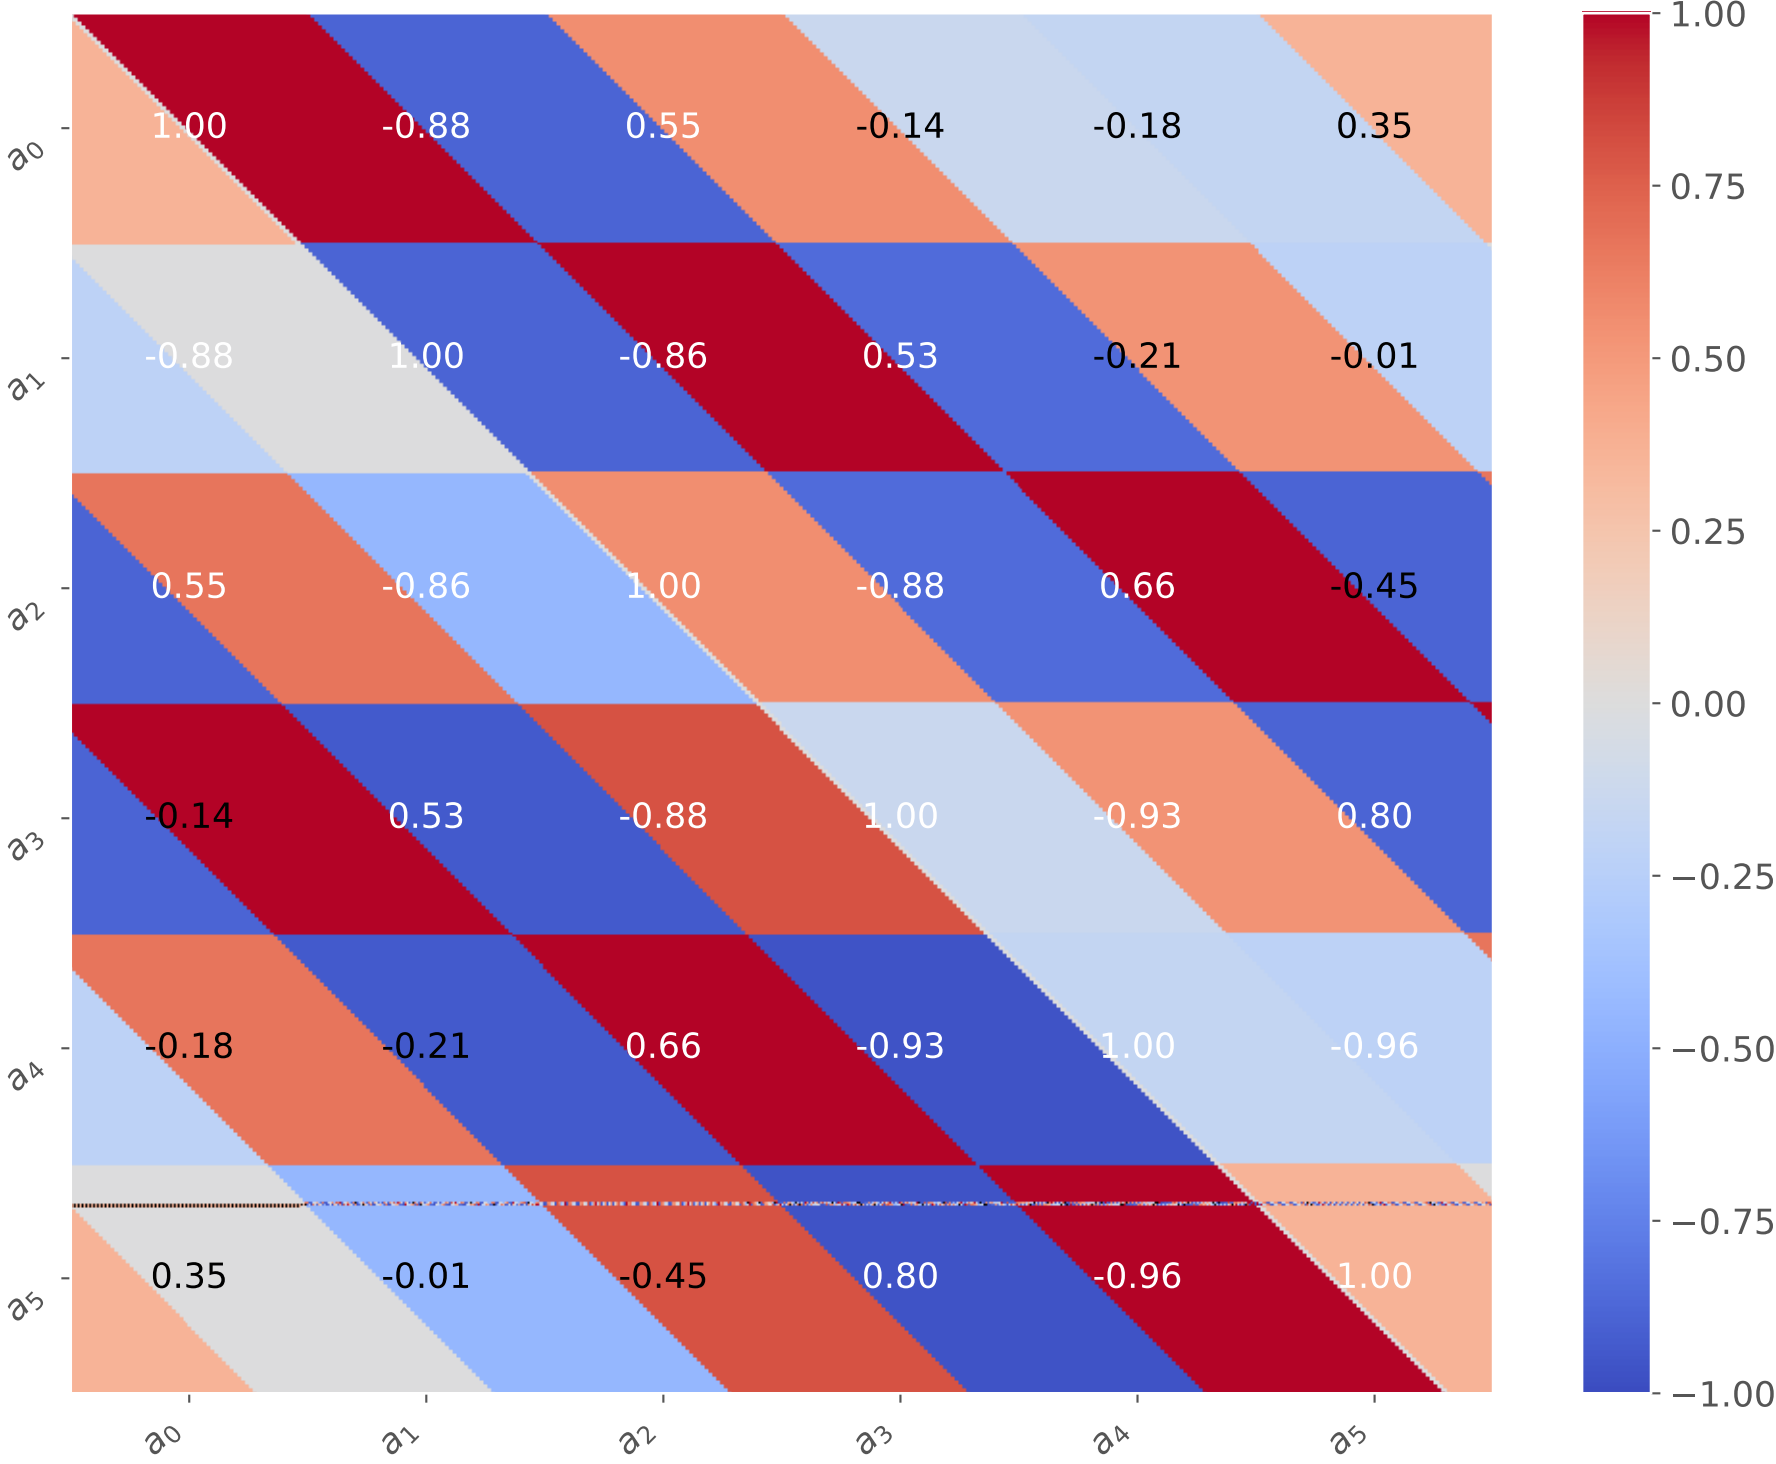 1.00
a0 1.00 -0.88 0.55 -0.14 -0.18 0.35
0.75
a1 -0.88 1.00 -0.86 0.53 -0.21 -0.01
0.50
0.25
a2 0.55 -0.86 1.00 -0.88 0.66 -0.45
0.00
a3 -0.14 0.53 -0.88 1.00 -0.93 0.80
−0.25
a4 -0.18 -0.21 0.66 -0.93 1.00 -0.96
−0.50
−0.75
a5 0.35 -0.01 -0.45 0.80 -0.96 1.00
−1.00
a0 a1 a2 a3 a4 a5